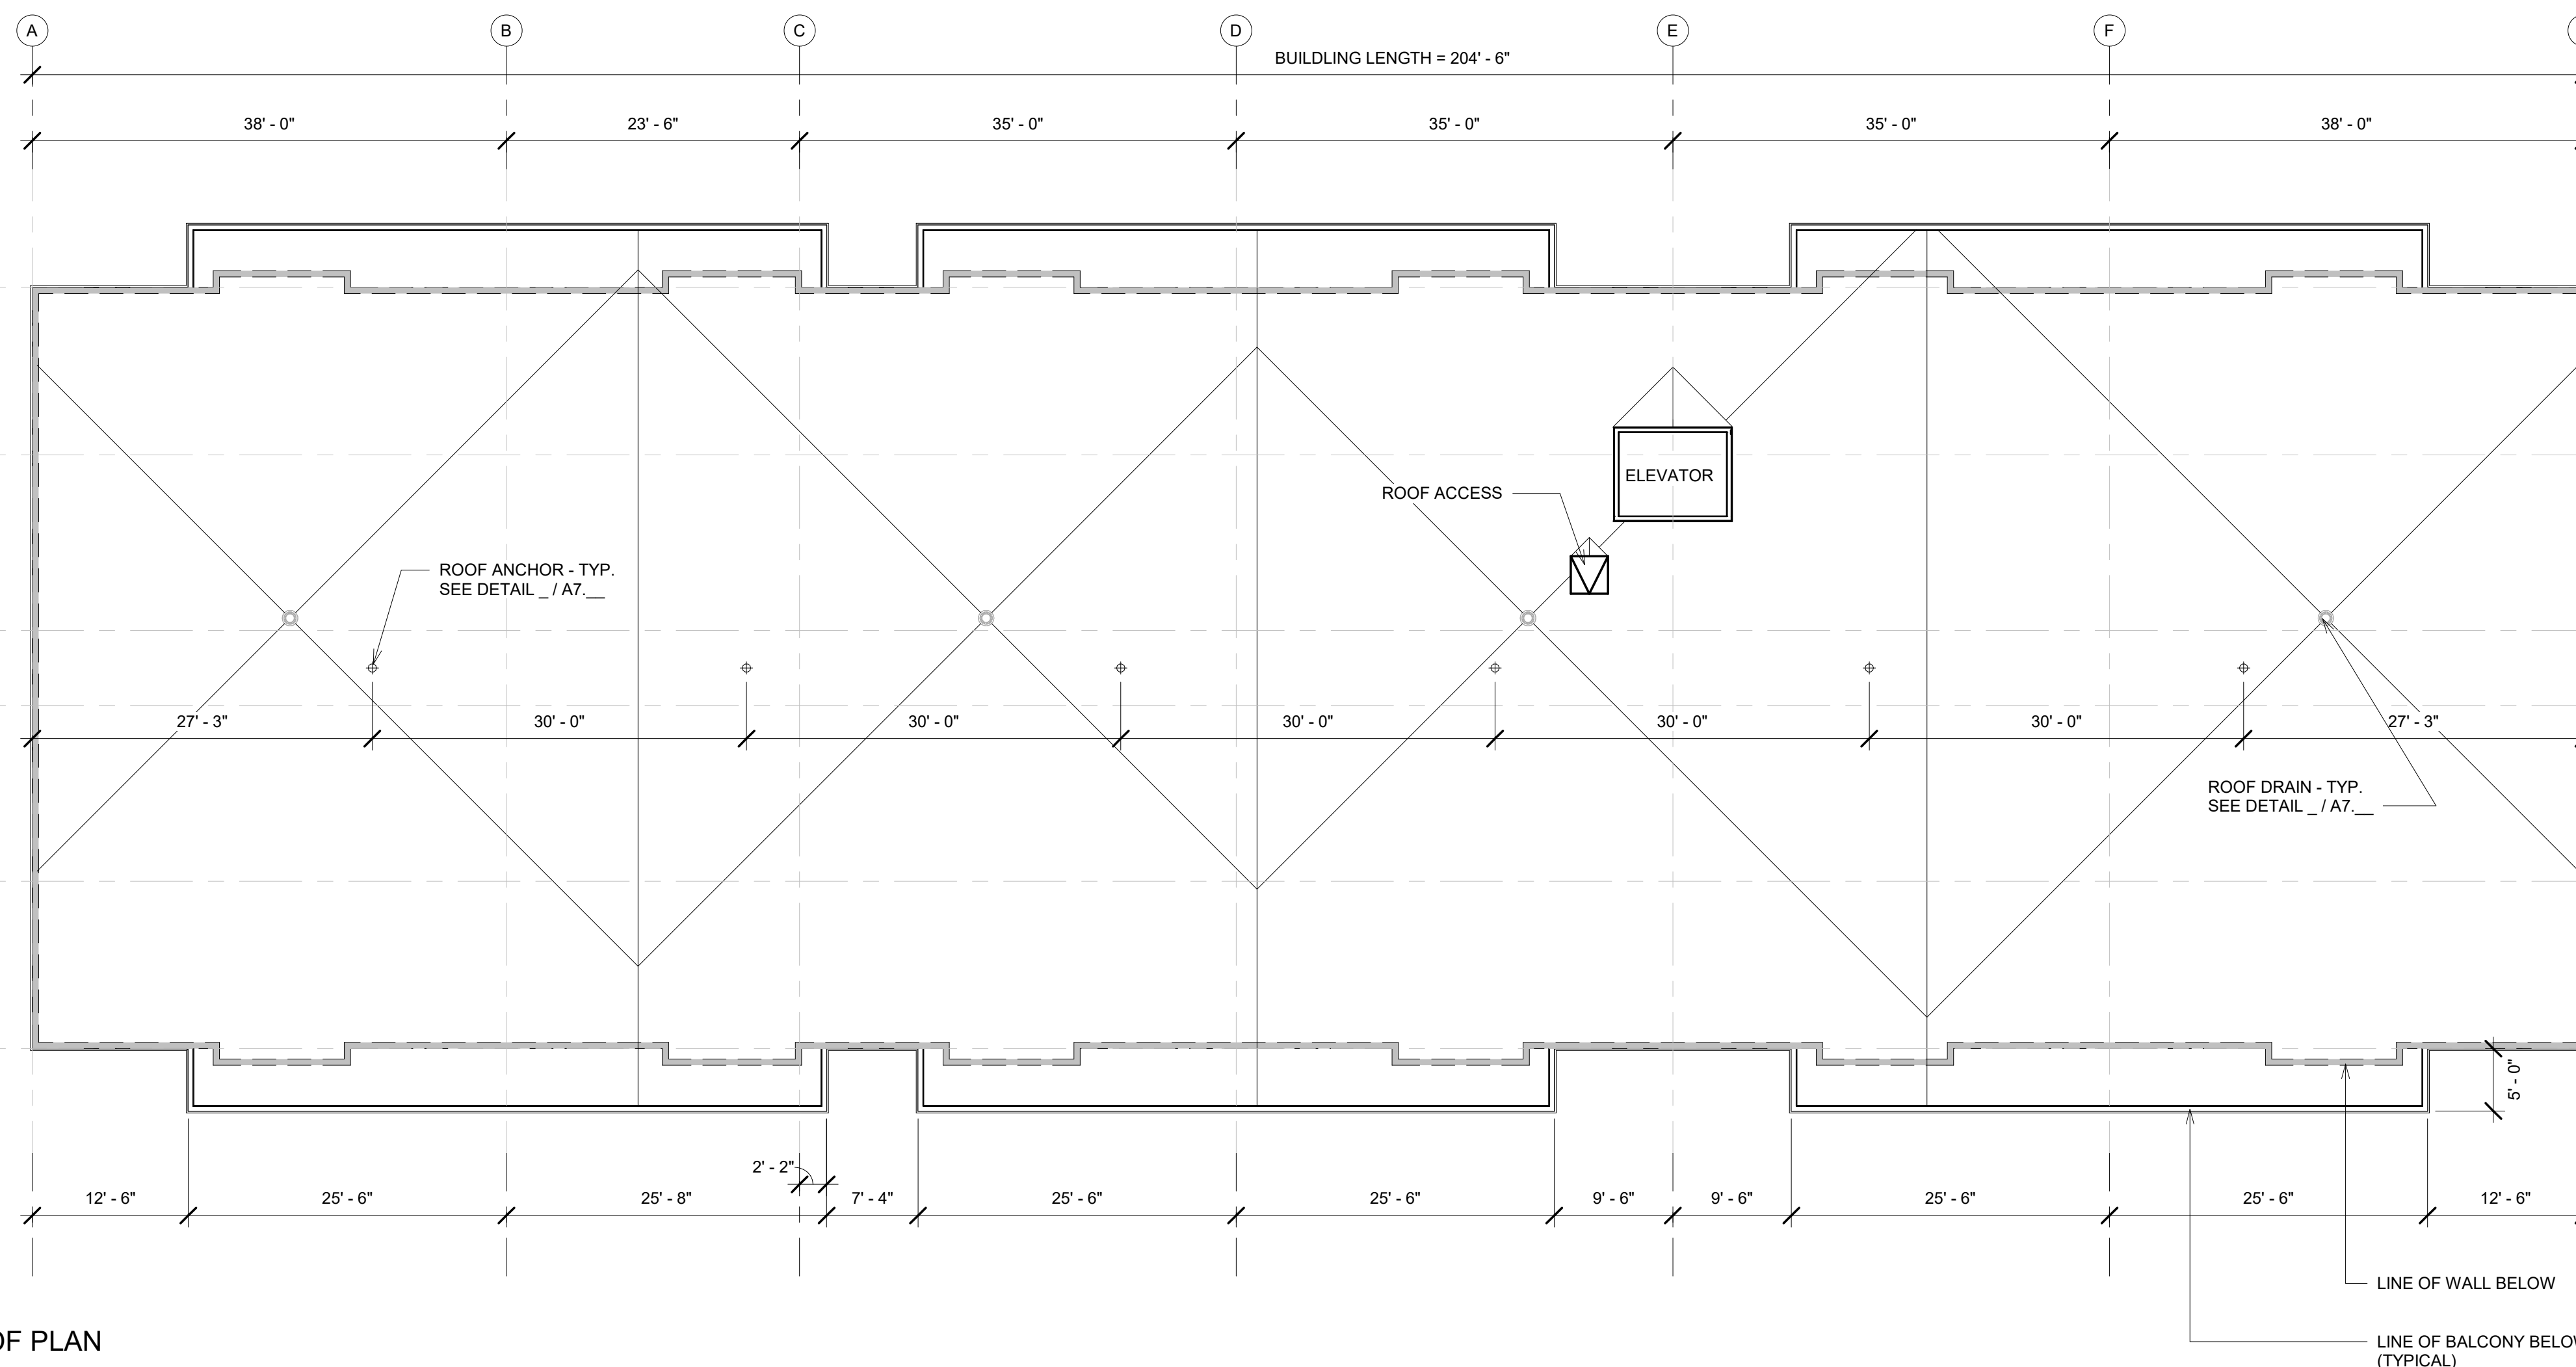 A
B
C
D
E
F
BUILDLING LENGTH = 204' - 6"
38' - 0"
23' - 6"
35' - 0"
35' - 0"
35' - 0"
38' - 0"
ELEVATOR
ROOF ACCESS
ROOF ANCHOR - TYP.
SEE DETAIL _ / A7.__
27' - 3"
30' - 0"
30' - 0"
30' - 0"
30' - 0"
30' - 0"
27' - 3"
ROOF DRAIN - TYP.
SEE DETAIL _ / A7.__
5' - 0"
2' - 2"
12' - 6"
25' - 6"
25' - 8"
7' - 4"
25' - 6"
25' - 6"
9' - 6"
9' - 6"
25' - 6"
25' - 6"
12' - 6"
LINE OF WALL BELOW
OF PLAN
LINE OF BALCONY BELOW
(TYPICAL)